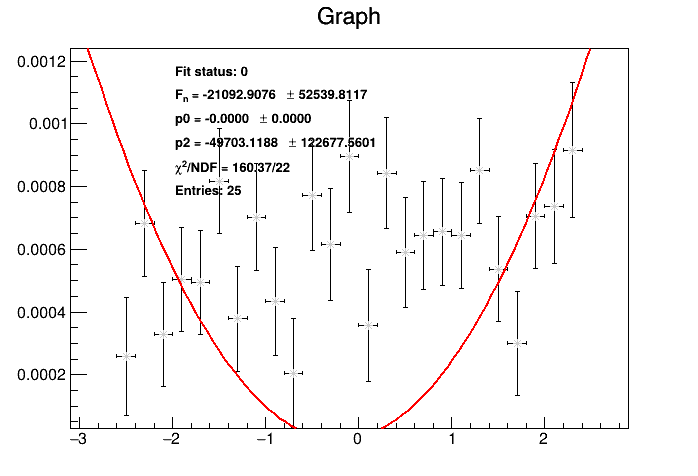 Graph
Fit status: 0
Fn = -21092.9076 ± 52539.8117
p0 = -0.0000 ± 0.0000
p2 = -49703.1188 ± 122677.5601
χ²/NDF = 160.37/22
Entries: 25
0.0012
0.001
0.0008
0.0006
0.0004
0.0002
−3 −2 −1 0 1 2